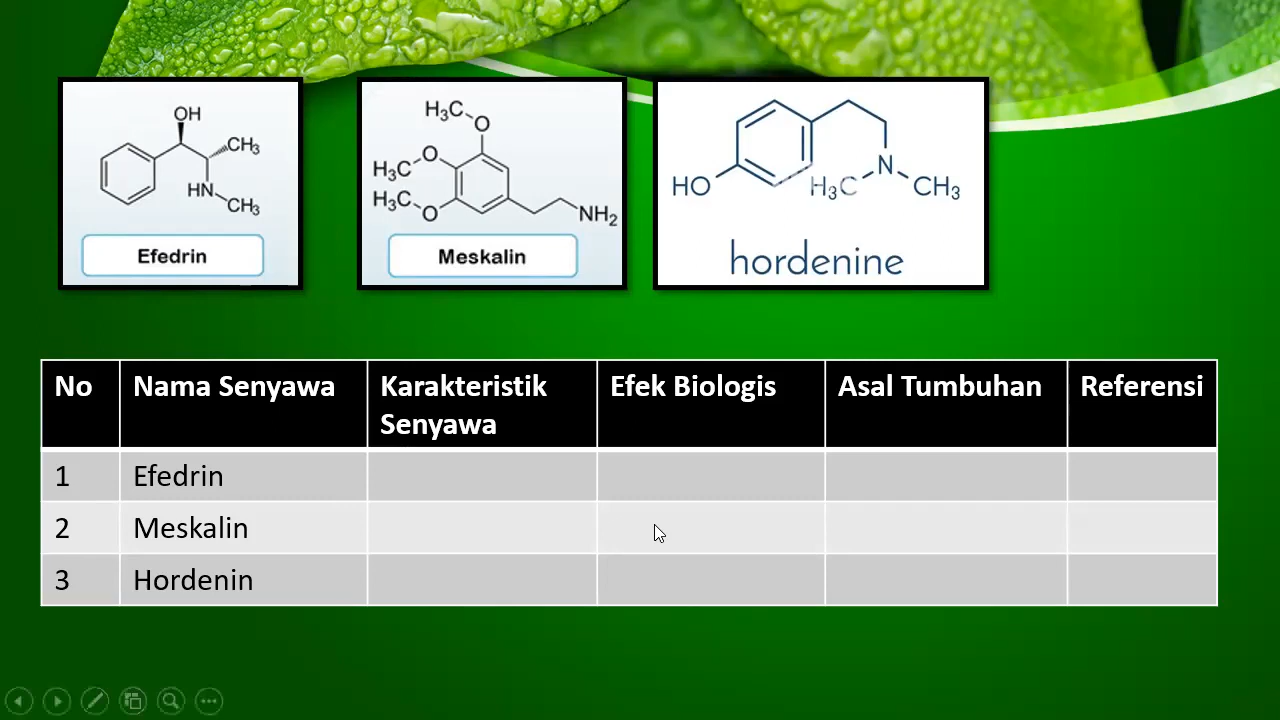 OH
CH₃
HN
CH₃
Efedrin
H₃C
O
H₃C
O
H₃C
O
NH₂
Meskalin
HO
H₃C
N
CH₃
hordenine
No
Nama Senyawa
Karakteristik
Senyawa
Efek Biologis
Asal Tumbuhan
Referensi
1
Efedrin
2
Meskalin
3
Hordenin